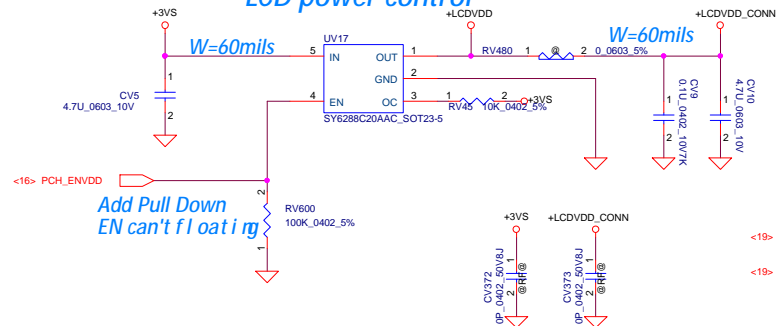 LCD power control
+3VS
+LCDVDD
+LCDVDD_CONN
W=60mils
UV17
5 IN OUT 1
GND 2
4 EN OC 3
SY6288C20AAC_SOT23-5
RV480 1 @ 2 0_0603_5%
W=60mils
1
CV5
4.7U_0603_10V
2
1 2 +3VS
RV45 10K_0402_5%
1
2
CV9
0.1U_0402_10V7K
1
2
CV10
4.7U_0603_10V
<16> PCH_ENVDD
Add Pull Down
EN can't floating
2
RV600
100K_0402_5%
1
+3VS
+LCDVDD_CONN
1
2
CV372
0P_0402_50V8J
@RF@
1
2
CV373
0P_0402_50V8J
@RF@
<19>
<19>